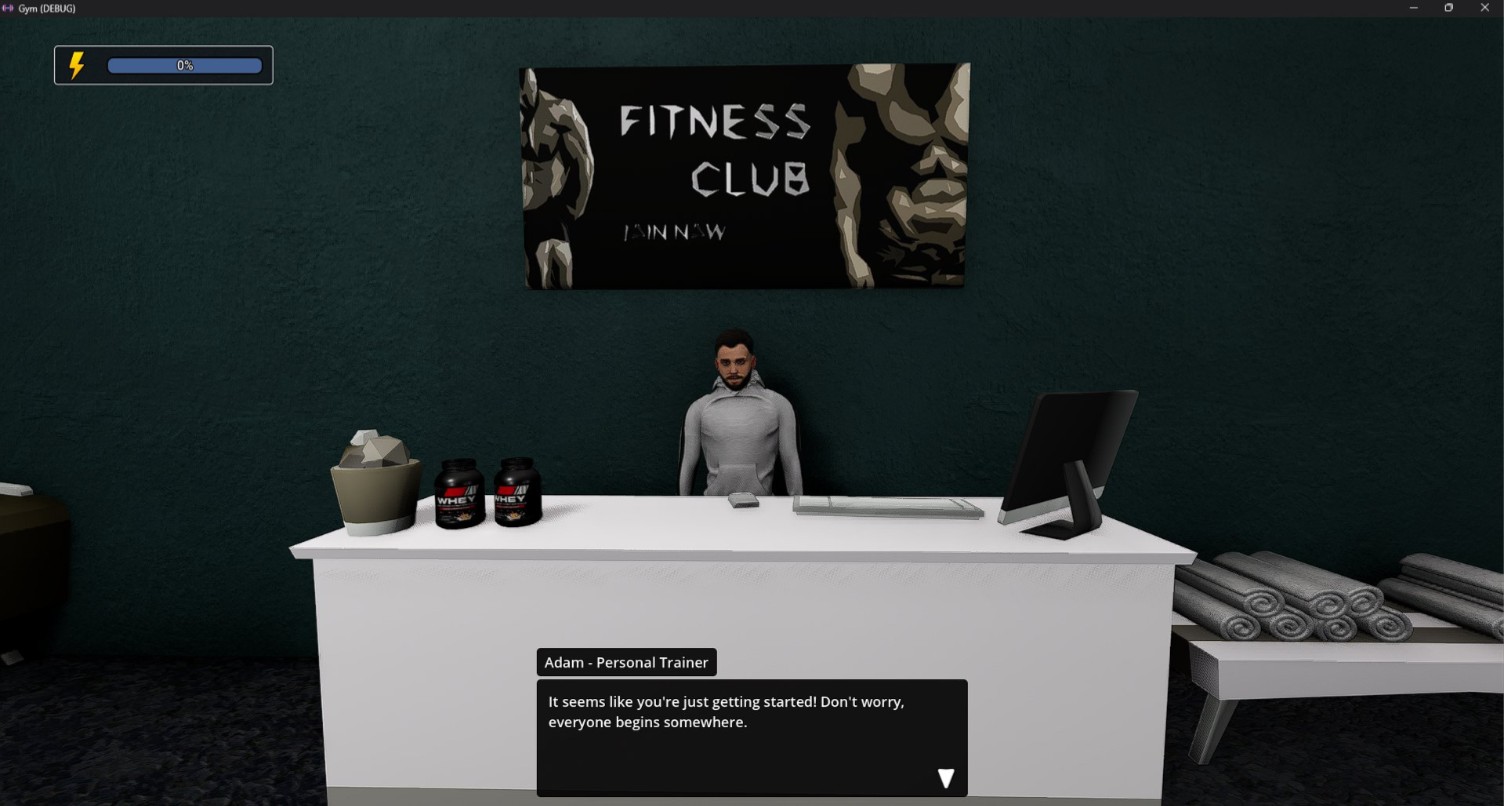 Gym (DEBUG)
0%
FITNESS
CLUB
JOIN NOW
WHEY
WHEY
Adam - Personal Trainer
It seems like you're just getting started! Don't worry,
everyone begins somewhere.